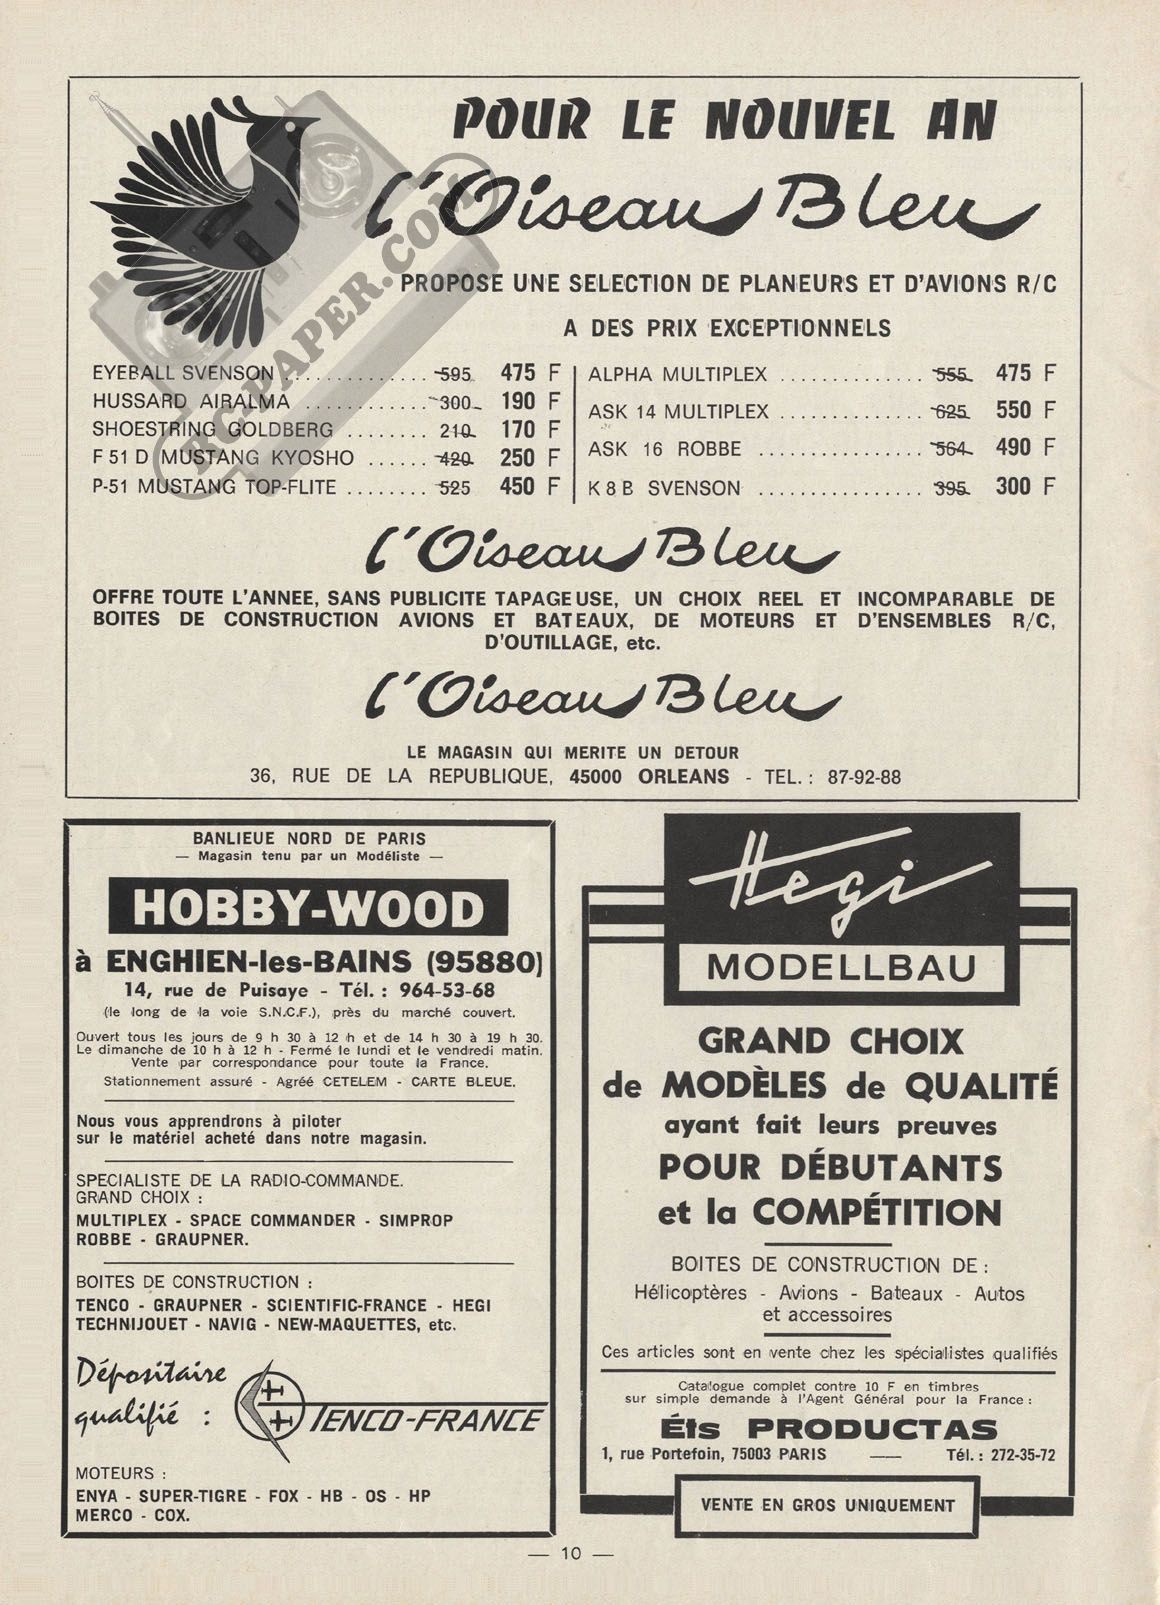 POUR LE NOUVEL AN
l'Oiseau Bleu
PROPOSE UNE SELECTION DE PLANEURS ET D'AVIONS R/C
A DES PRIX EXCEPTIONNELS
EYEBALL SVENSON ............. 595 475 F
HUSSARD AIRALMA ............ 300 190 F
SHOESTRING GOLDBERG ........ 210 170 F
F 51 D MUSTANG KYOSHO ...... 420 250 F
P-51 MUSTANG TOP-FLITE ........ 525 450 F
ALPHA MULTIPLEX ............... 555 475 F
ASK 14 MULTIPLEX ............... 625 550 F
ASK 16 ROBBE ................. 564 490 F
K 8 B SVENSON ................. 395 300 F
RC-PAPER.COM
l'Oiseau Bleu
OFFRE TOUTE L'ANNEE, SANS PUBLICITE TAPAGEUSE, UN CHOIX REEL ET INCOMPARABLE DE
BOITES DE CONSTRUCTION AVIONS ET BATEAUX, DE MOTEURS ET D'ENSEMBLES R/C,
D'OUTILLAGE, etc.
l'Oiseau Bleu
LE MAGASIN QUI MERITE UN DETOUR
36, RUE DE LA REPUBLIQUE, 45000 ORLEANS - TEL. : 87-92-88
BANLIEUE NORD DE PARIS
— Magasin tenu par un Modéliste —
HOBBY-WOOD
à ENGHIEN-les-BAINS (95880)
14, rue de Puisaye - Tél. : 964-53-68
(le long de la voie S.N.C.F.), près du marché couvert.
Ouvert tous les jours de 9 h 30 à 12 h et de 14 h 30 à 19 h 30.
Le dimanche de 10 h à 12 h - Fermé le lundi et le vendredi matin.
Vente par correspondance pour toute la France.
Stationnement assuré - Agréé CETELEM - CARTE BLEUE.
Nous vous apprendrons à piloter
sur le matériel acheté dans notre magasin.
SPECIALISTE DE LA RADIO-COMMANDE.
GRAND CHOIX :
MULTIPLEX - SPACE COMMANDER - SIMPROP
ROBBE - GRAUPNER.
BOITES DE CONSTRUCTION :
TENCO - GRAUPNER - SCIENTIFIC-FRANCE - HEGI
TECHNIJOUET - NAVIG - NEW-MAQUETTES, etc.
Dépositaire
qualifié :
TENCO-FRANCE
MOTEURS :
ENYA - SUPER-TIGRE - FOX - HB - OS - HP
MERCO - COX.
Hegi
MODELLBAU
GRAND CHOIX
de MODÈLES de QUALITÉ
ayant fait leurs preuves
POUR DÉBUTANTS
et la COMPÉTITION
BOITES DE CONSTRUCTION DE :
Hélicoptères - Avions - Bateaux - Autos
et accessoires
Ces articles sont en vente chez les spécialistes qualifiés
Catalogue complet contre 10 F en timbres
sur simple demande à l'Agent Général pour la France :
Éts PRODUCTAS
1, rue Portefoin, 75003 PARIS — Tél. : 272-35-72
VENTE EN GROS UNIQUEMENT
— 10 —